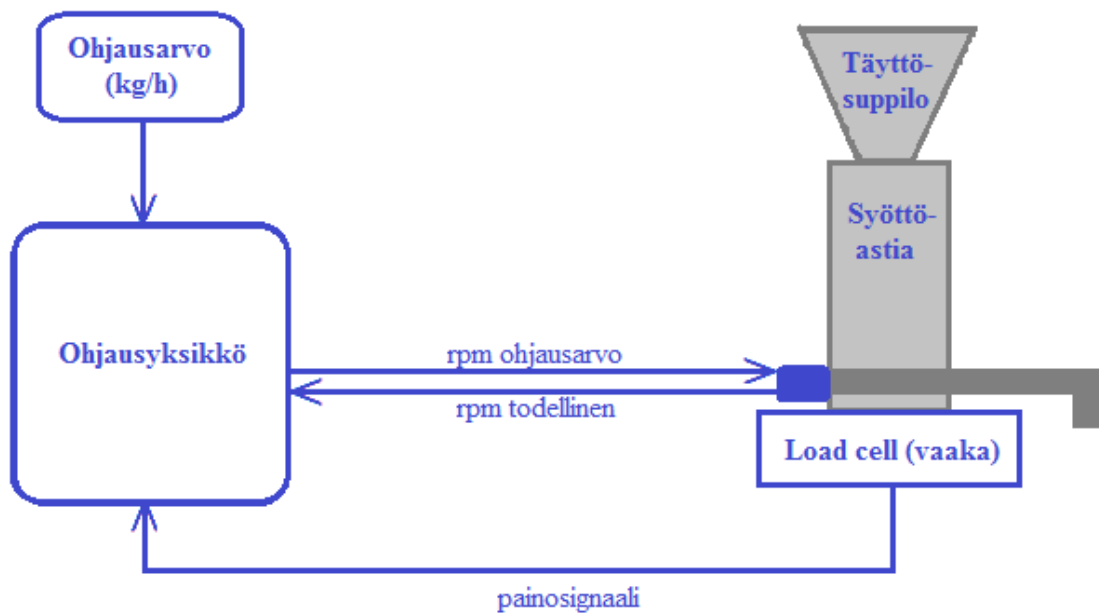 Ohjausarvo
(kg/h)
Täyttö-
suppilo
Syöttö-
astia
Ohjausyksikkö
rpm ohjausarvo
rpm todellinen
Load cell (vaaka)
painosignaali